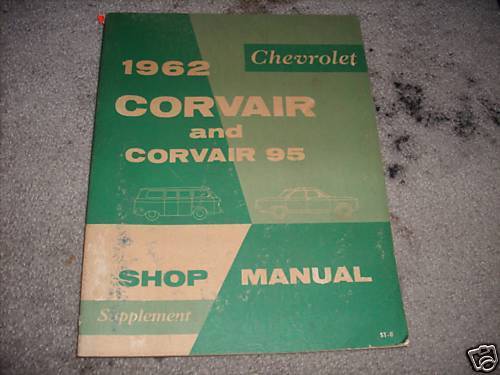 1962
Chevrolet
CORVAIR
and
CORVAIR 95
SHOP MANUAL
Supplement